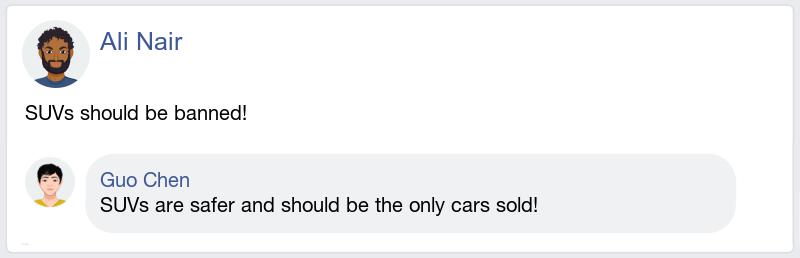 Ali Nair
SUVs should be banned!
Guo Chen
SUVs are safer and should be the only cars sold!